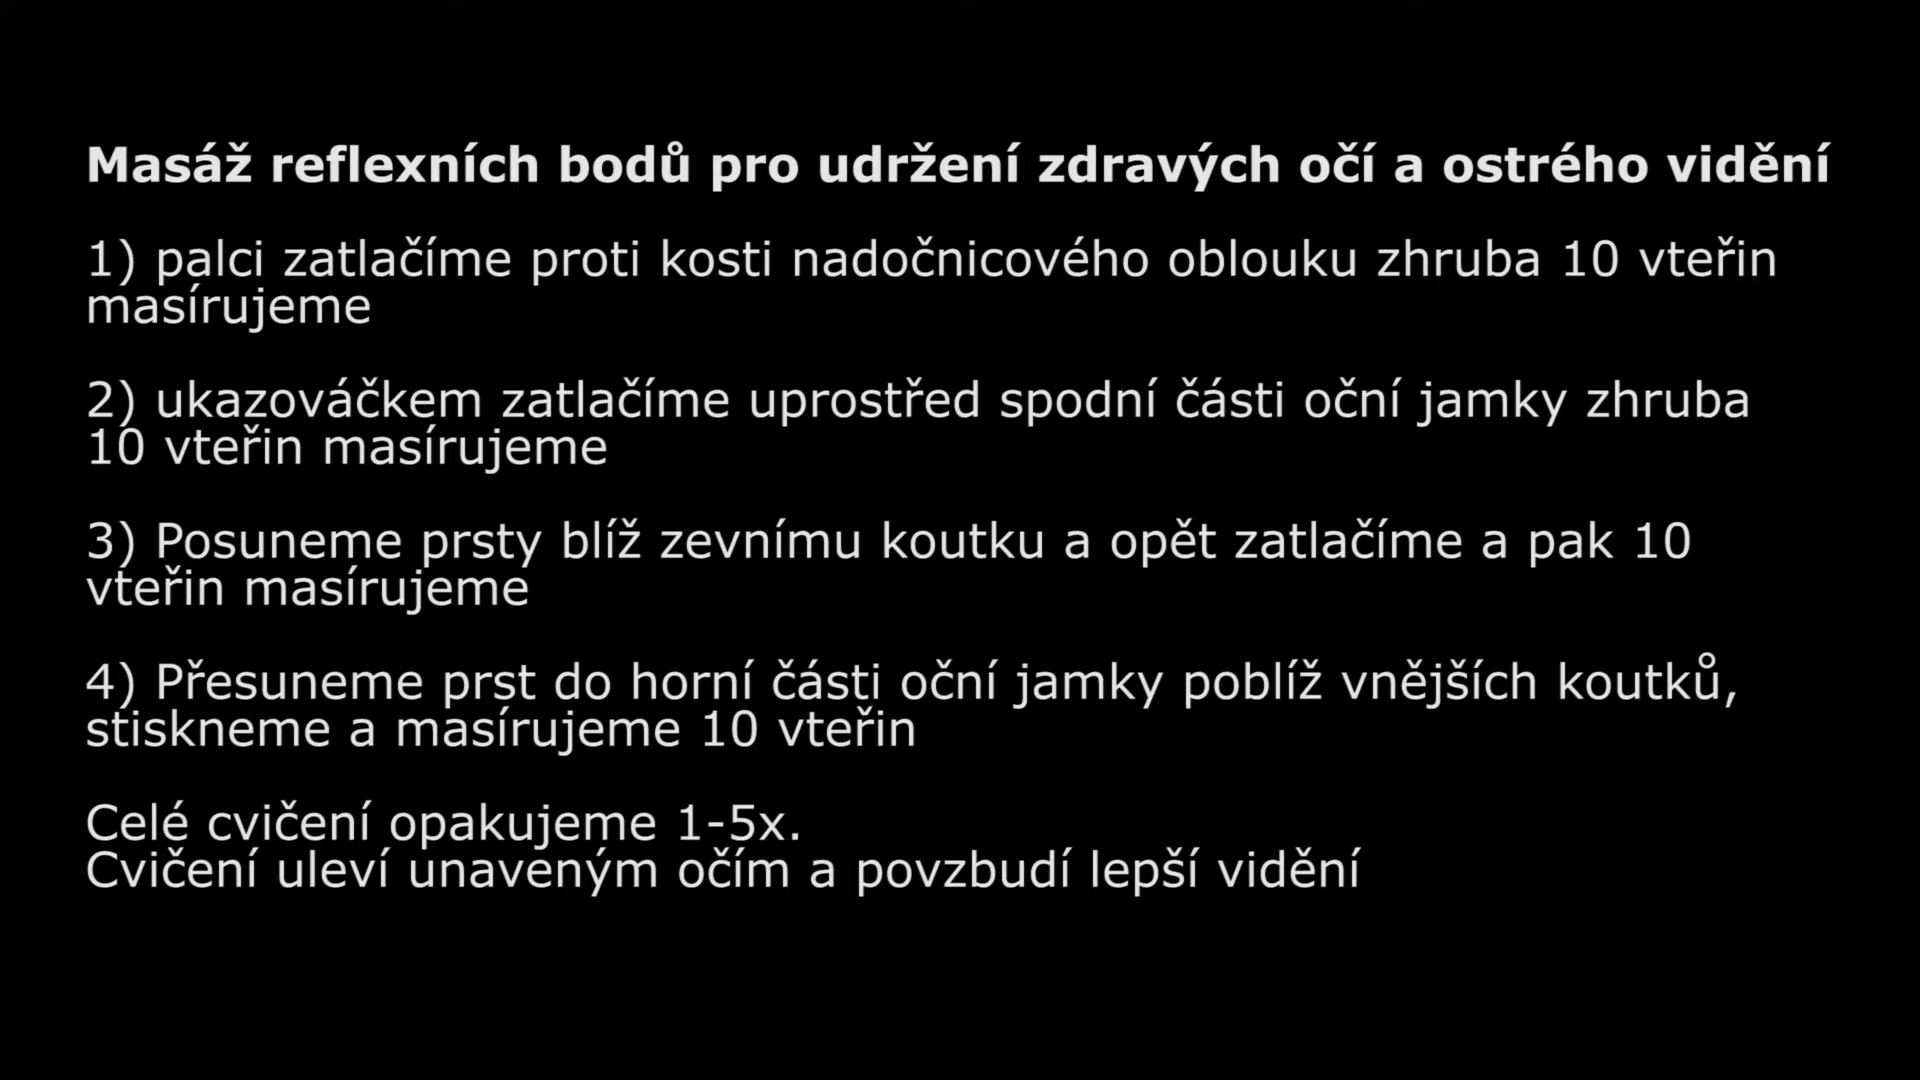 Masáž reflexních bodů pro udržení zdravých očí a ostrého vidění
1) palci zatlačíme proti kosti nadočnicového oblouku zhruba 10 vteřin
masírujeme
2) ukazováčkem zatlačíme uprostřed spodní části oční jamky zhruba
10 vteřin masírujeme
3) Posuneme prsty blíž zevnímu koutku a opět zatlačíme a pak 10
vteřin masírujeme
4) Přesuneme prst do horní části oční jamky poblíž vnějších koutků,
stiskneme a masírujeme 10 vteřin
Celé cvičení opakujeme 1-5x.
Cvičení uleví unaveným očím a povzbudí lepší vidění